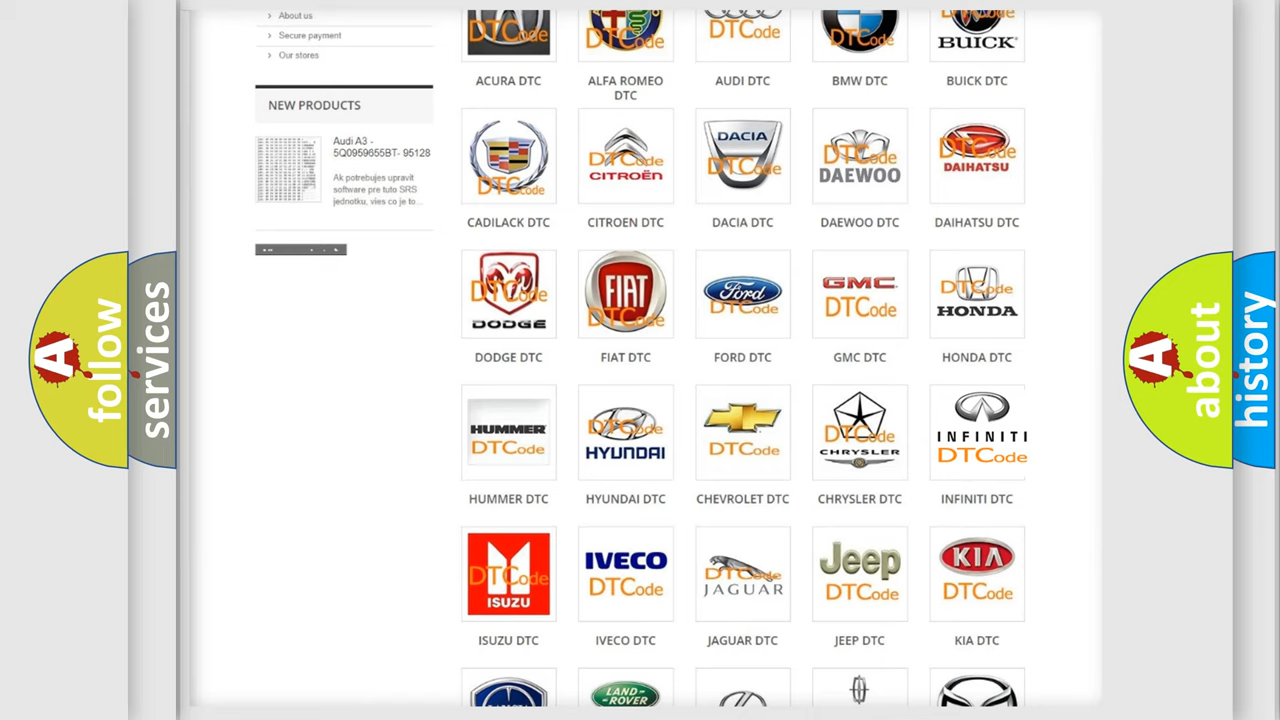 About us
Secure payment
Our stores
NEW PRODUCTS
Audi A3 -
5Q0959655BT- 95128
Ak potrebujes upravit
software pre tuto SRS
jednotku, vies co je to...
DTCode
DTCode
DTCode
DTCode
DTCode
BUICK
ACURA DTC
ALFA ROMEO
DTC
AUDI DTC
BMW DTC
BUICK DTC
DTCode
DTCode
CITROËN
DACIA
DTCode
DTCode
DAEWOO
DTCode
DAIHATSU
CADILACK DTC
CITROEN DTC
DACIA DTC
DAEWOO DTC
DAIHATSU DTC
DTCode
DODGE
FIAT
DTCode
Ford
DTCode
GMC
DTCode
DTCode
HONDA
DODGE DTC
FIAT DTC
FORD DTC
GMC DTC
HONDA DTC
HUMMER
DTCode
DTCode
HYUNDAI
DTCode
DTCode
CHRYSLER
INFINITI
DTCode
HUMMER DTC
HYUNDAI DTC
CHEVROLET DTC
CHRYSLER DTC
INFINITI DTC
DTCode
ISUZU
IVECO
DTCode
DTCode
JAGUAR
Jeep
DTCode
KIA
DTCode
ISUZU DTC
IVECO DTC
JAGUAR DTC
JEEP DTC
KIA DTC
LAND-
ROVER
A
follow
services
A
about
history